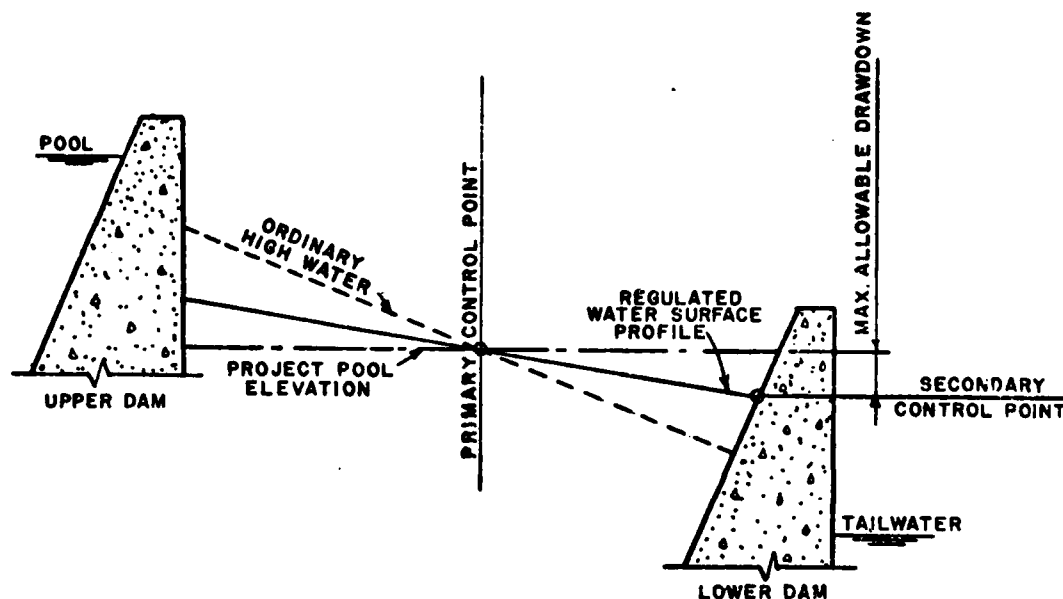 POOL
UPPER DAM
ORDINARY
HIGH WATER
PROJECT POOL
ELEVATION
PRIMARY CONTROL POINT
REGULATED
WATER SURFACE
PROFILE
MAX. ALLOWABLE DRAWDOWN
SECONDARY
CONTROL POINT
TAILWATER
LOWER DAM